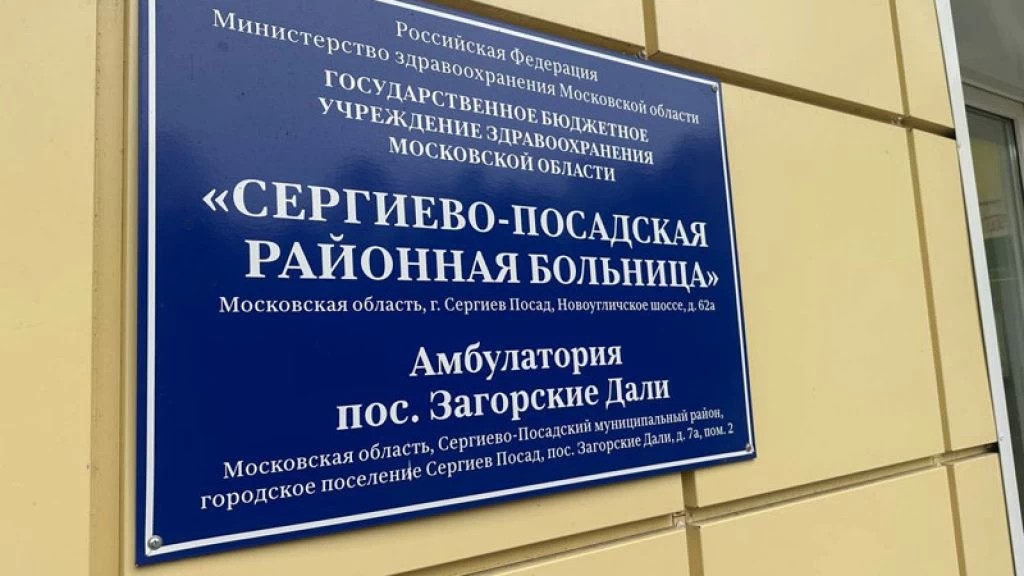 Российская Федерация
Министерство здравоохранения Московской области
ГОСУДАРСТВЕННОЕ БЮДЖЕТНОЕ
УЧРЕЖДЕНИЕ ЗДРАВООХРАНЕНИЯ
МОСКОВСКОЙ ОБЛАСТИ
«СЕРГИЕВО-ПОСАДСКАЯ
РАЙОННАЯ БОЛЬНИЦА»
Московская область, г. Сергиев Посад, Новоугличское шоссе, д. 62а
Амбулатория
пос. Загорские Дали
Московская область, Сергиево-Посадский муниципальный район,
городское поселение Сергиев Посад, пос. Загорские Дали, д. 7а, пом. 2